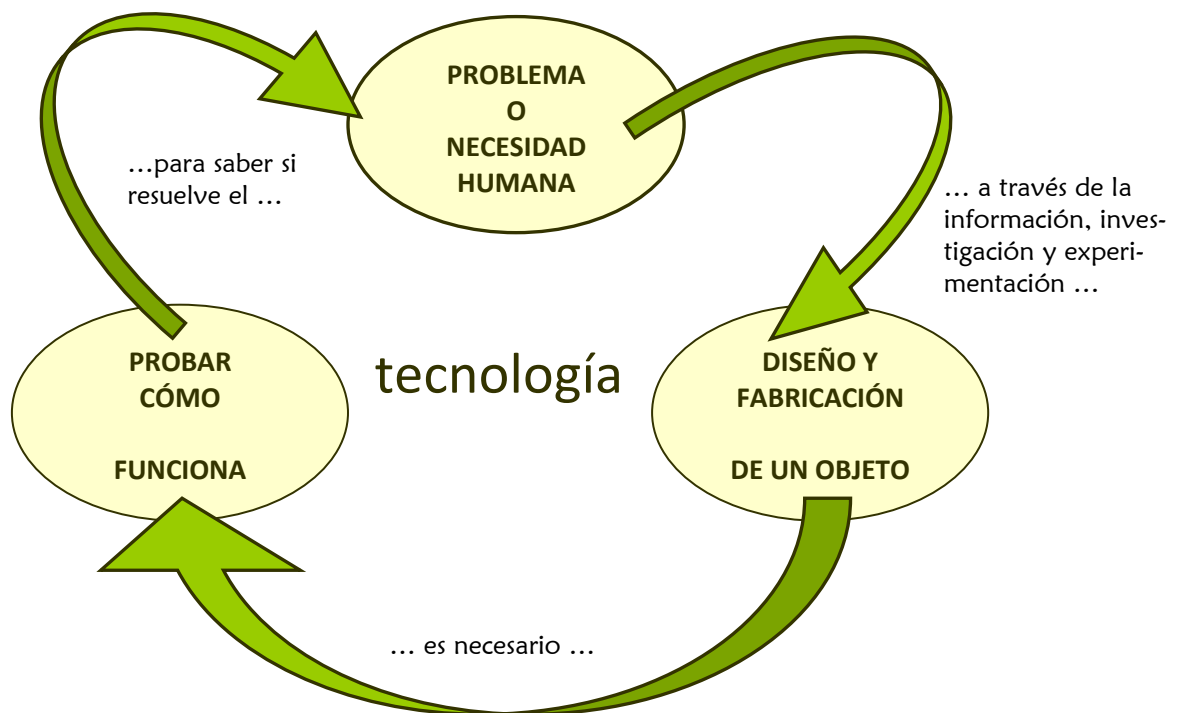 PROBLEMA
O
NECESIDAD
HUMANA
… a través de la
información, inves-
tigación y experi-
mentación …
DISEÑO Y
FABRICACIÓN
DE UN OBJETO
… es necesario …
PROBAR
CÓMO
FUNCIONA
…para saber si
resuelve el …
tecnología